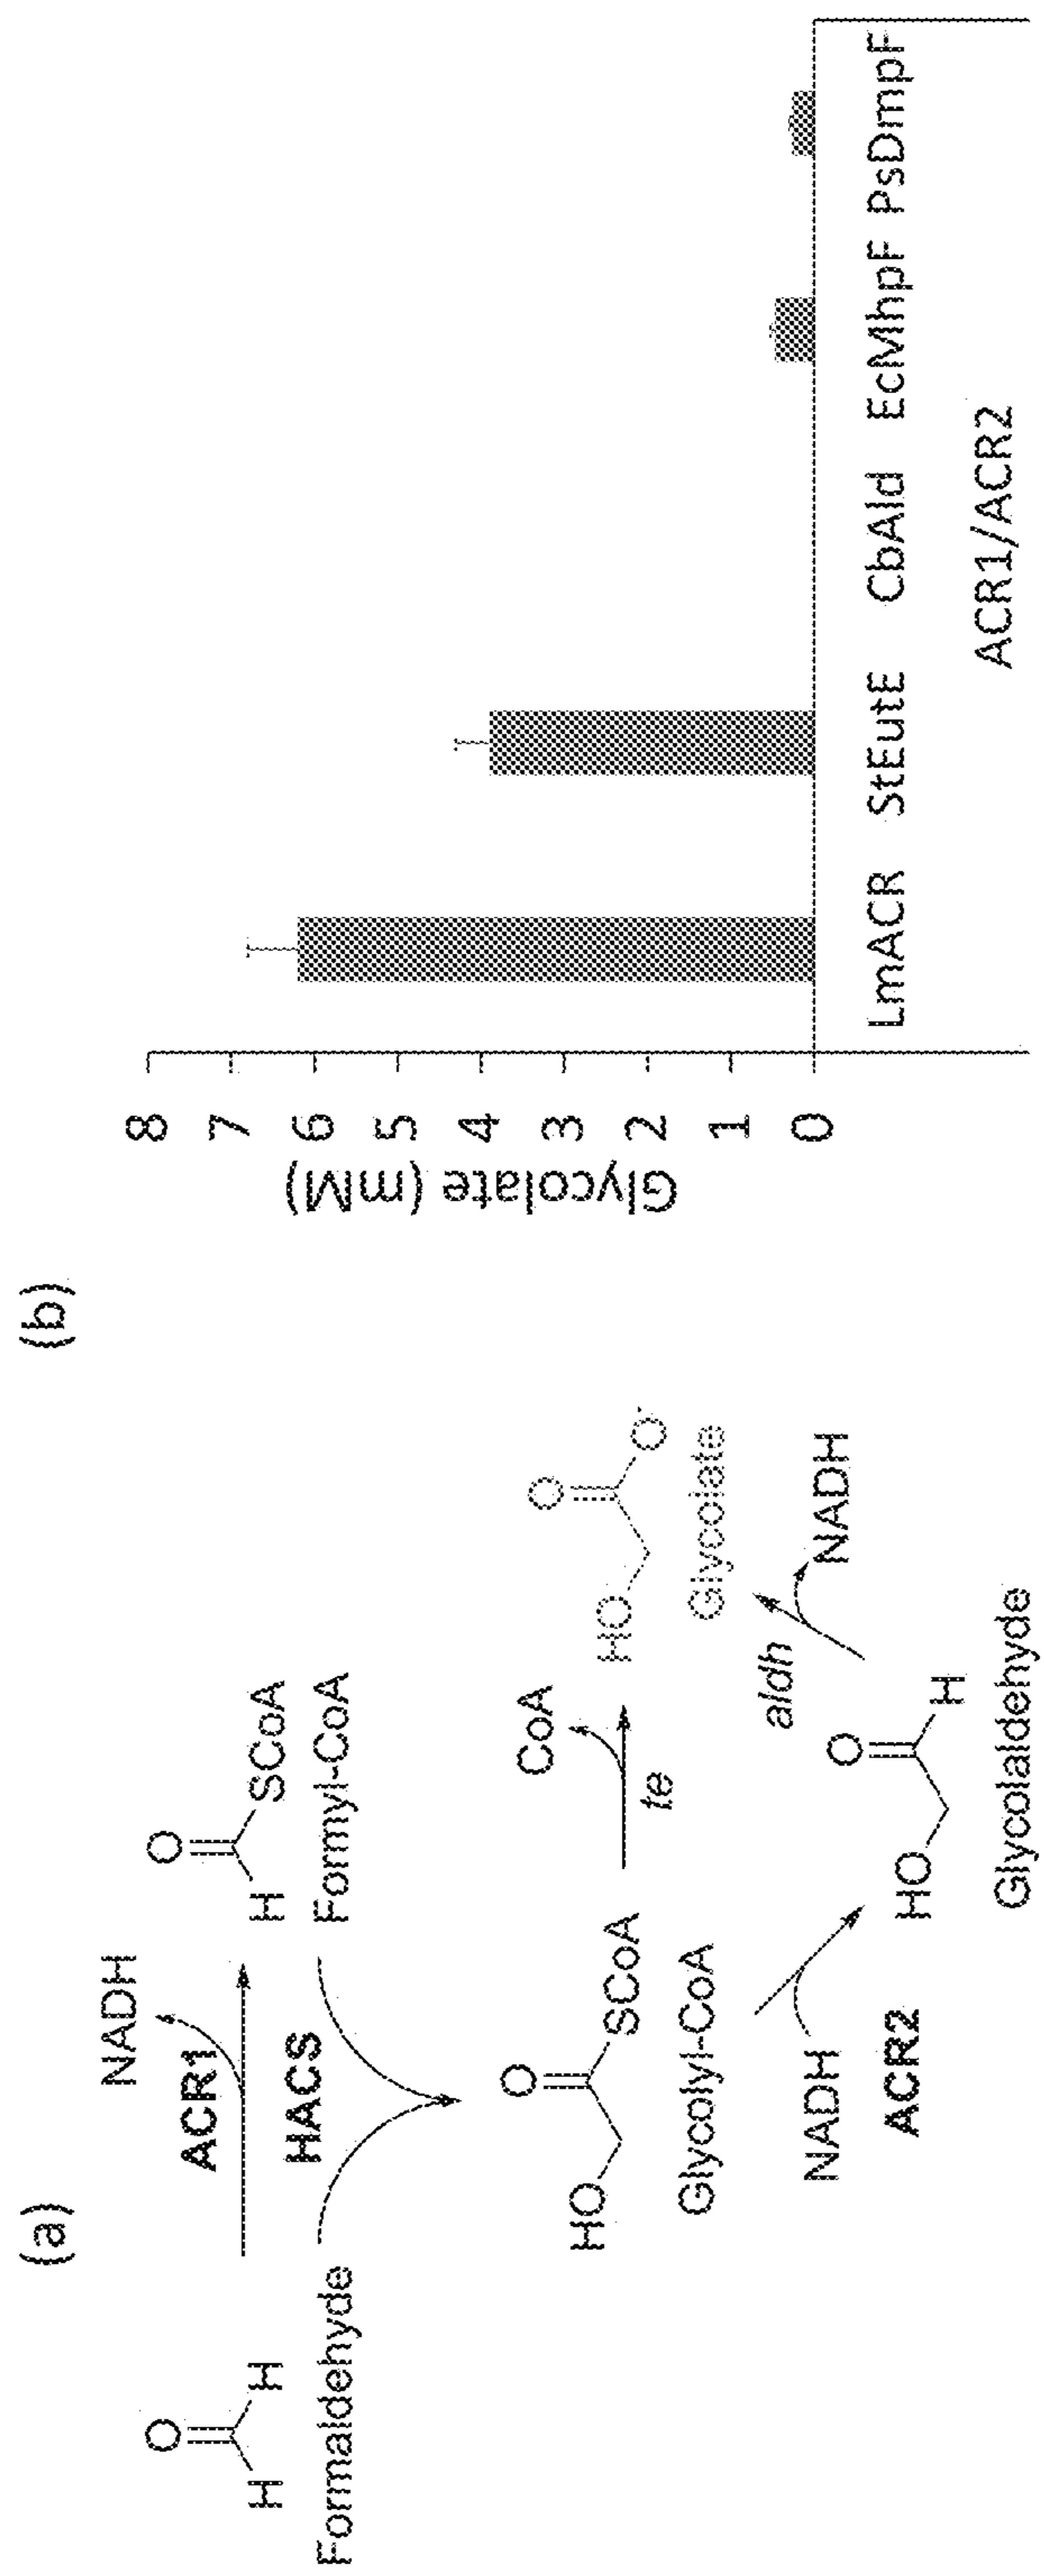 (a)
O
H H
Formaldehyde
NADH
ACR1
HACS
O
H SCoA
Formyl-CoA
O
HO SCoA
Glycolyl-CoA
CoA
te
O
HO O-
Glycolate
NADH
ACR2
aldh
NADH
O
HO H
Glycolaldehyde
(b)
Glycolate (mM)
8
7
6
5
4
3
2
1
0
LmACR StEutE CbAld EcMhpF PsDmpF
ACR1/ACR2